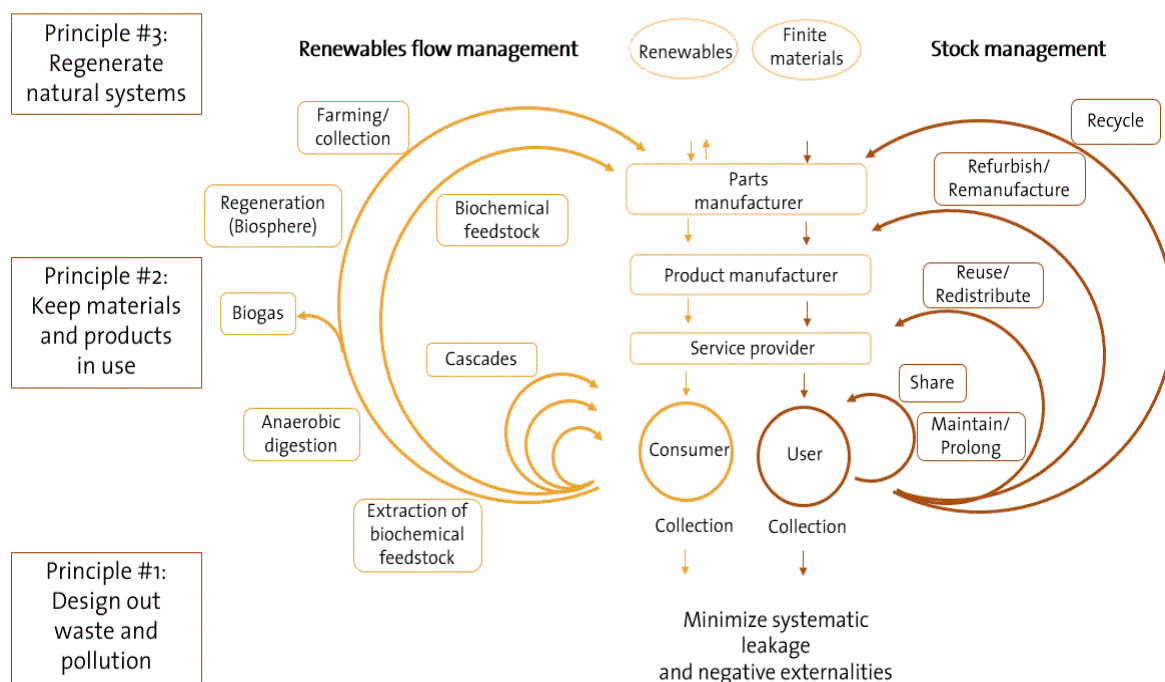 Principle #3:
Regenerate
natural systems
Renewables flow management
Renewables
Finite
materials
Stock management
Farming/
collection
Recycle
Refurbish/
Remanufacture
Parts
manufacturer
Regeneration
(Biosphere)
Biochemical
feedstock
Principle #2:
Keep materials
and products
in use
Product manufacturer
Reuse/
Redistribute
Biogas
Service provider
Cascades
Share
Anaerobic
digestion
Consumer
User
Maintain/
Prolong
Extraction of
biochemical
feedstock
Collection
Collection
Principle #1:
Design out
waste and
pollution
Minimize systematic
leakage
and negative externalities